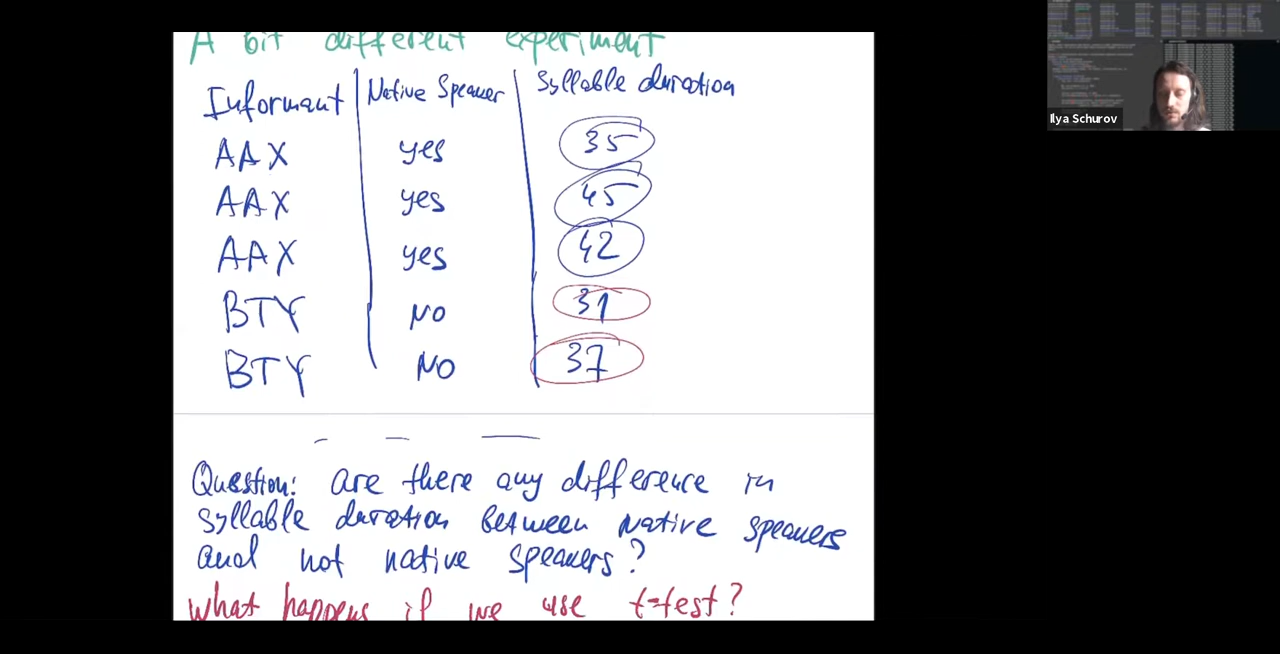 A bit different experiment
Informant Native Speaker Syllable duration
AAX yes 35
AAX yes 45
AAX yes 42
BTY NO 31
BTY NO 37
Question: are there any difference in
syllable duration between native speakers
and not native speakers?
What happens if we use t-test?
Ilya Schurov